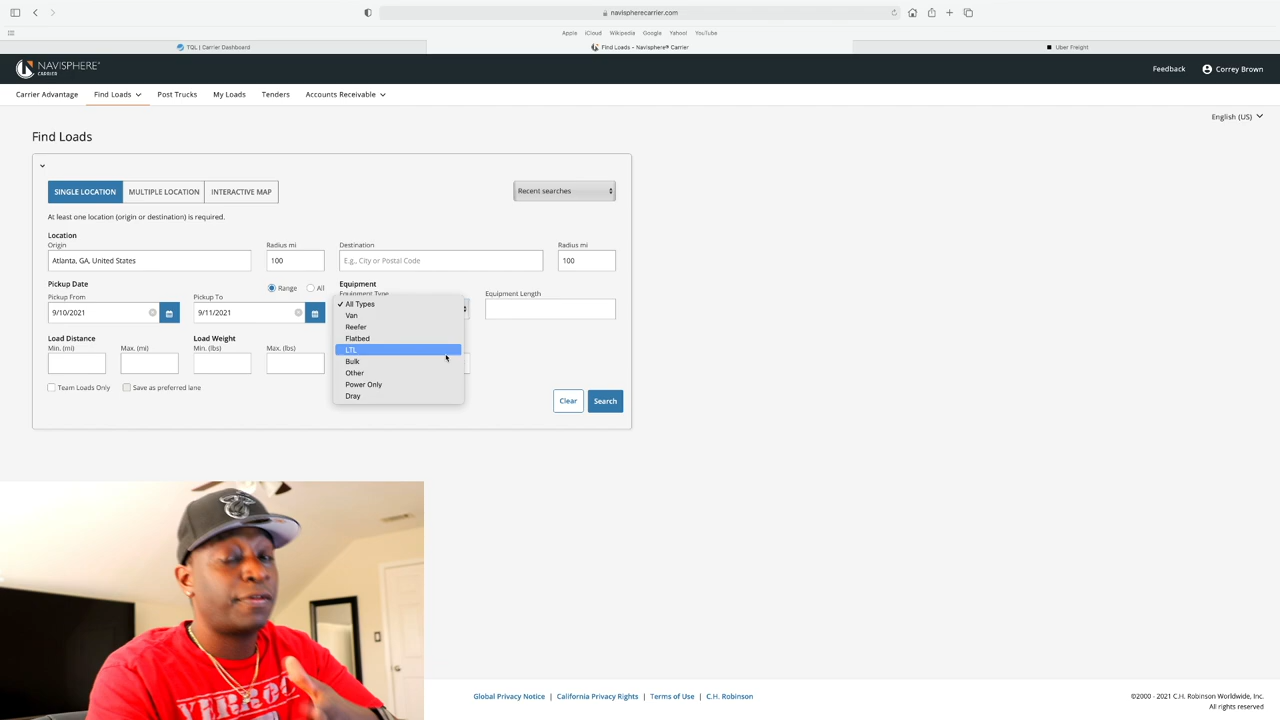 navispherecarrier.com
Apple iCloud Wikipedia Google Yahoo! YouTube
TQL | Carrier Dashboard
Find Loads - Navisphere® Carrier
Uber Freight
NAVISPHERE®
CARRIER
Feedback
Correy Brown
Carrier Advantage
Find Loads
Post Trucks
My Loads
Tenders
Accounts Receivable
English (US)
Find Loads
SINGLE LOCATION
MULTIPLE LOCATION
INTERACTIVE MAP
Recent searches
At least one location (origin or destination) is required.
Location
Origin
Radius mi
Destination
Radius mi
Atlanta, GA, United States
100
E.g., City or Postal Code
100
Pickup Date
Range
All
Equipment
Pickup From
Pickup To
Equipment Type
Equipment Length
9/10/2021
9/11/2021
All Types
Van
Reefer
Flatbed
LTL
Bulk
Other
Power Only
Dray
Load Distance
Load Weight
Min. (mi)
Max. (mi)
Min. (lbs)
Max. (lbs)
Team Loads Only
Save as preferred lane
Clear
Search
Global Privacy Notice | California Privacy Rights | Terms of Use | C.H. Robinson
©2000 - 2021 C.H. Robinson Worldwide, Inc.
All rights reserved